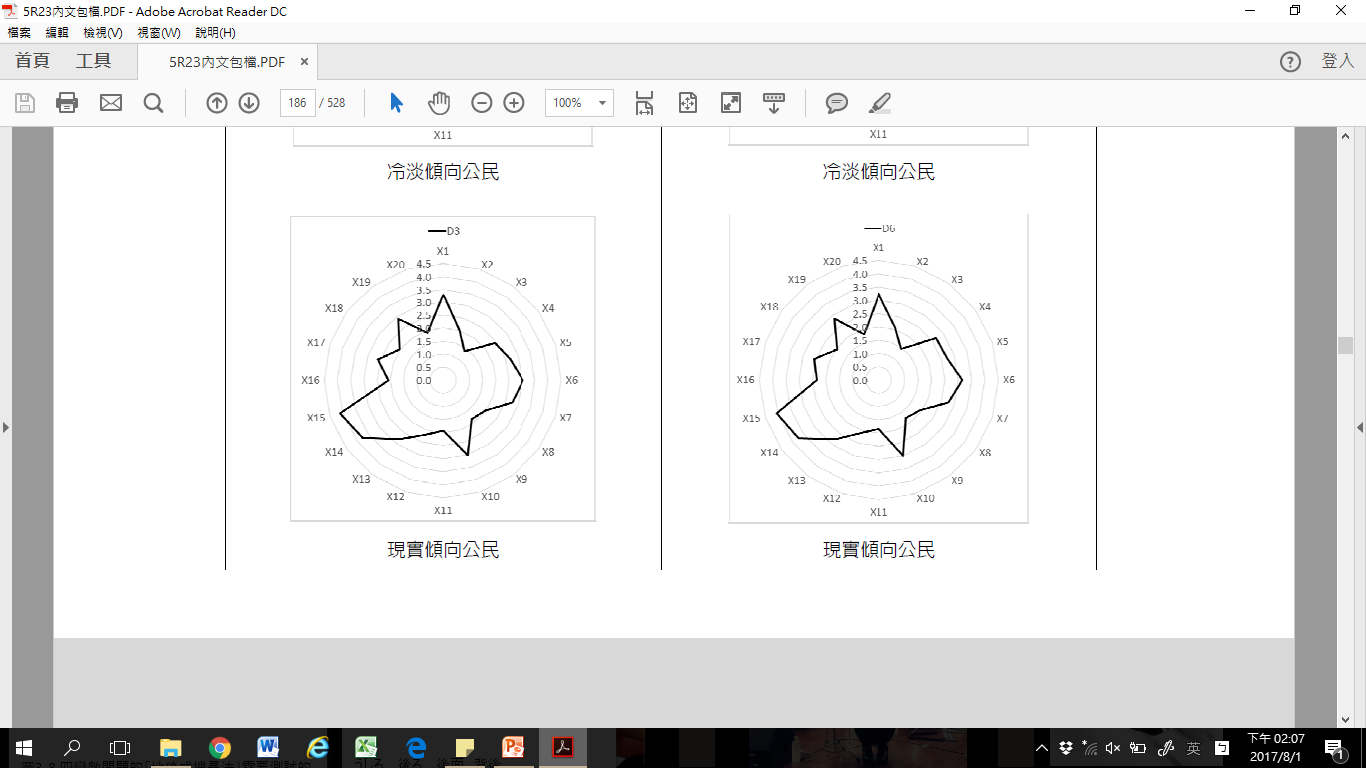 5R23內文包檔.PDF - Adobe Acrobat Reader DC
檔案 編輯 檢視(V) 視窗(W) 說明(H)
首頁 工具 5R23內文包檔.PDF × ? 登入
186 / 528 100%
X11 X11
冷淡傾向公民 冷淡傾向公民
D3
X1
X20 X2
X19 X3
X18 X4
X17 X5
X16 X6
X15 X7
X14 X8
X13 X9
X12 X10
X11
4.5
4.0
3.5
3.0
2.5
2.0
1.5
1.0
0.5
0.0
現實傾向公民
D6
X1
X20 X2
X19 X3
X18 X4
X17 X5
X16 X6
X15 X7
X14 X8
X13 X9
X12 X10
X11
4.5
4.0
3.5
3.0
2.5
2.0
1.5
1.0
0.5
0.0
現實傾向公民
英
下午 02:07
2017/8/1
1